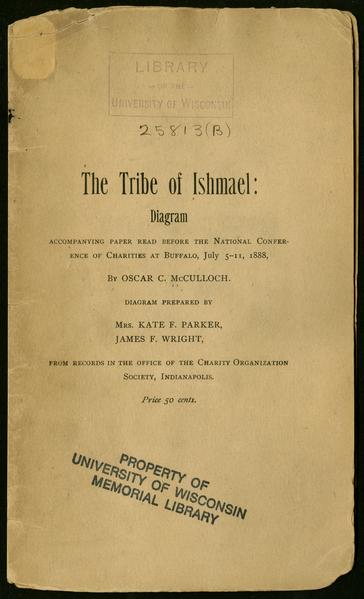 LIBRARY
OF THE
UNIVERSITY OF WISCONSIN
25813(B)
The Tribe of Ishmael:
Diagram
ACCOMPANYING PAPER READ BEFORE THE NATIONAL CONFER-
ENCE OF CHARITIES AT BUFFALO, July 5-11, 1888,
By OSCAR C. McCULLOCH.
DIAGRAM PREPARED BY
Mrs. KATE F. PARKER,
JAMES F. WRIGHT,
FROM RECORDS IN THE OFFICE OF THE CHARITY ORGANIZATION
SOCIETY, INDIANAPOLIS.
Price 50 cents.
PROPERTY OF
UNIVERSITY OF WISCONSIN
MEMORIAL LIBRARY